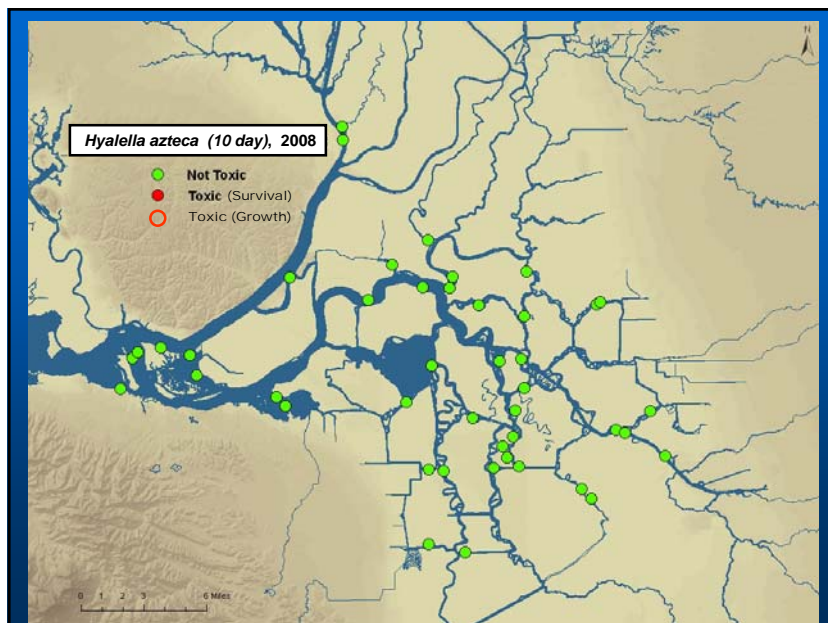 N
Hyalella azteca (10 day), 2008
Not Toxic
Toxic (Survival)
Toxic (Growth)
0 1 2 3 6 Miles